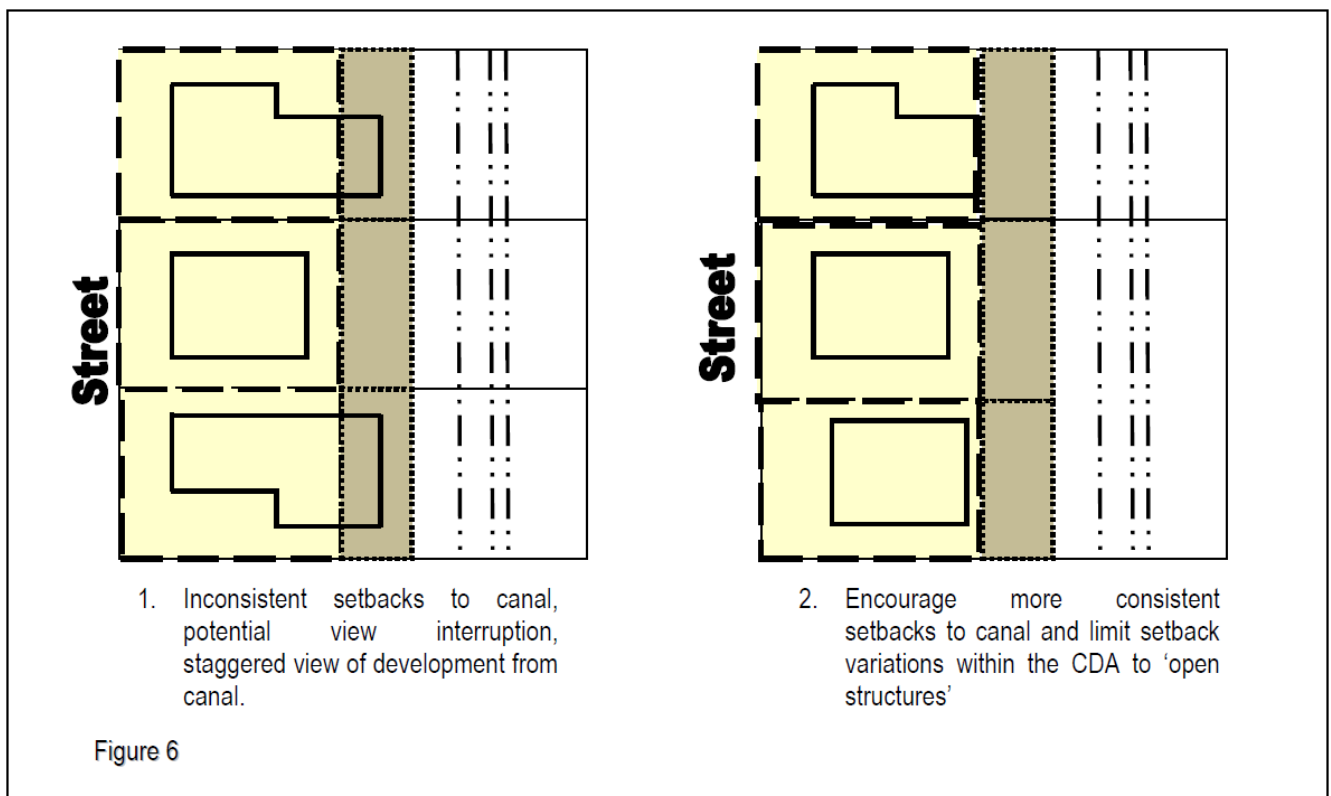 Street
1. Inconsistent setbacks to canal,
potential view interruption,
staggered view of development from
canal.
Street
2. Encourage more consistent
setbacks to canal and limit setback
variations within the CDA to ‘open
structures’
Figure 6